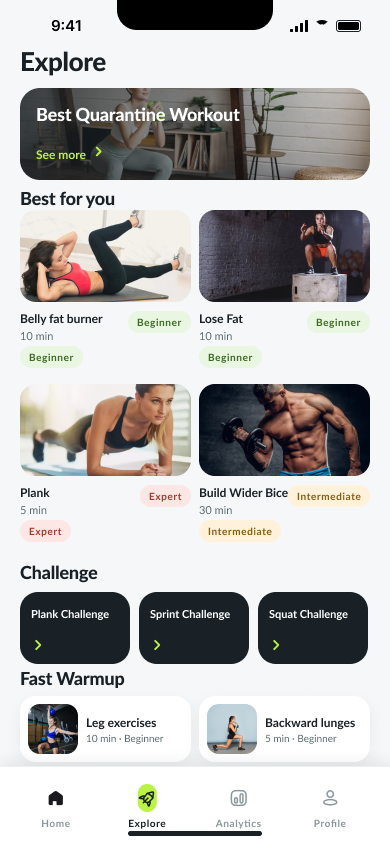 9:41
Explore
Best Quarantine Workout
See more
Best for you
Belly fat burner
Beginner
10 min
Beginner
Lose Fat
Beginner
10 min
Beginner
Plank
Expert
5 min
Expert
Build Wider Bice
Intermediate
30 min
Intermediate
Challenge
Plank Challenge
Sprint Challenge
Squat Challenge
Fast Warmup
Leg exercises
10 min · Beginner
Backward lunges
5 min · Beginner
Home
Explore
Analytics
Profile